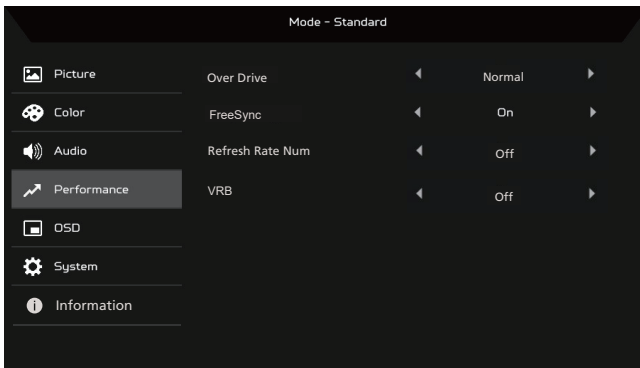 Mode - Standard
Picture
Color
Audio
Performance
OSD
System
Information
Over Drive Normal
FreeSync On
Refresh Rate Num Off
VRB Off